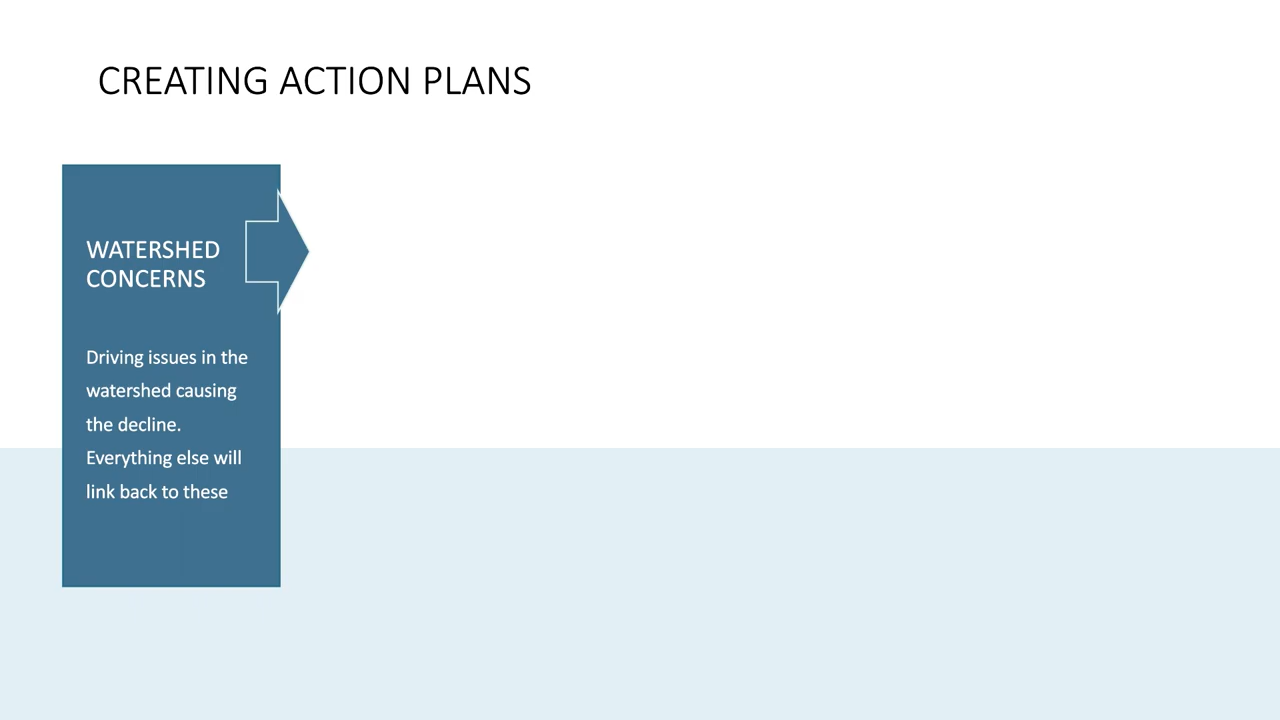 CREATING ACTION PLANS
WATERSHED
CONCERNS
Driving issues in the
watershed causing
the decline.
Everything else will
link back to these